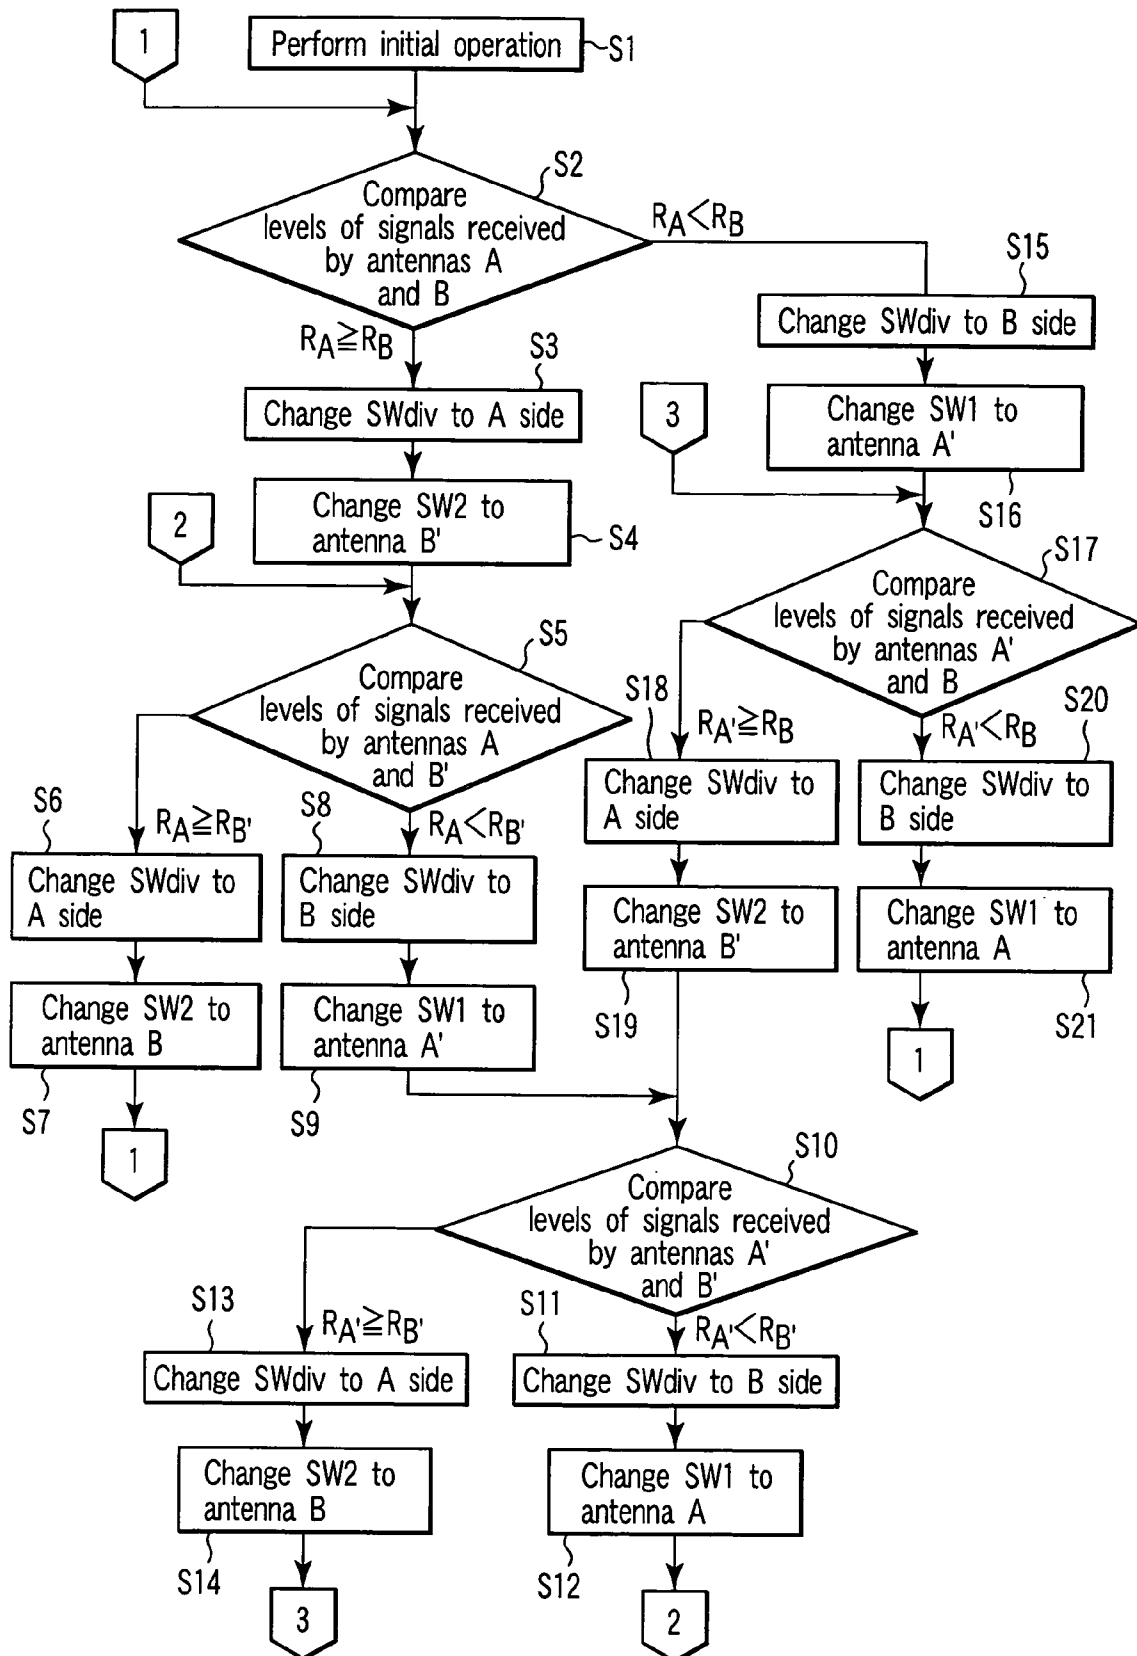 1
Perform initial operation
S1
S2
Compare
levels of signals received
by antennas A
and B
RA<RB
S15
RA≧RB
S3
Change SWdiv to B side
Change SWdiv to A side
3
Change SW1 to
antenna A'
2
Change SW2 to
antenna B'
S4
S16
S17
Compare
levels of signals received
by antennas A'
and B
S5
Compare
levels of signals received
by antennas A
and B'
S18
RA'≧RB
RA'<RB
S20
S6
RA≧RB'
S8
RA<RB'
Change SWdiv to
A side
Change SWdiv to
B side
Change SWdiv to
A side
Change SWdiv to
B side
Change SW2 to
antenna B'
Change SW1 to
antenna A
Change SW2 to
antenna B
Change SW1 to
antenna A'
S19
S21
S7
S9
1
1
S10
Compare
levels of signals received
by antennas A'
and B'
S13
RA'≧RB'
S11
RA'<RB'
Change SWdiv to A side
Change SWdiv to B side
Change SW2 to
antenna B
Change SW1 to
antenna A
S14
S12
3
2